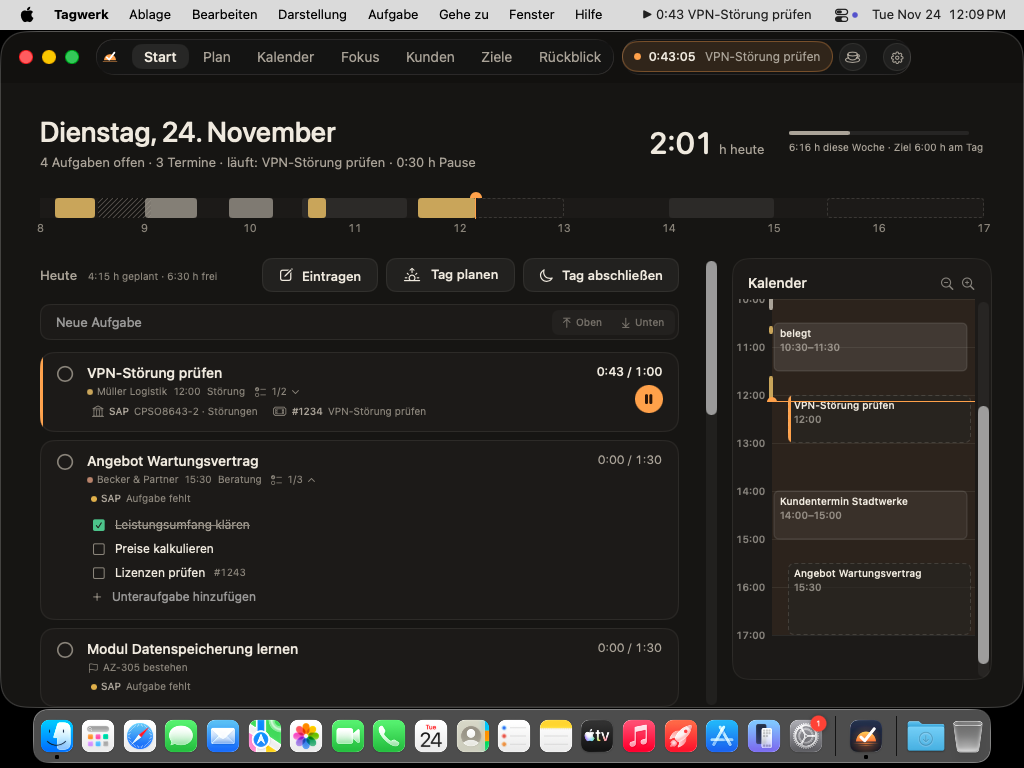 Tagwerk Ablage Bearbeiten Darstellung Aufgabe Gehe zu Fenster Hilfe 0:43 VPN-Störung prüfen Tue Nov 24 12:09 PM
Start Plan Kalender Fokus Kunden Ziele Rückblick 0:43:05 VPN-Störung prüfen
Dienstag, 24. November
4 Aufgaben offen · 3 Termine · läuft: VPN-Störung prüfen · 0:30 h Pause
2:01 h heute
6:16 h diese Woche · Ziel 6:00 h am Tag
8 9 10 11 12 13 14 15 16 17
Heute 4:15 h geplant · 6:30 h frei
Eintragen Tag planen Tag abschließen
Neue Aufgabe Oben Unten
VPN-Störung prüfen 0:43 / 1:00
Müller Logistik 12:00 Störung 1/2
SAP CPSO8643-2 · Störungen #1234 VPN-Störung prüfen
Angebot Wartungsvertrag 0:00 / 1:30
Becker & Partner 15:30 Beratung 1/3
SAP Aufgabe fehlt
Leistungsumfang klären
Preise kalkulieren
Lizenzen prüfen #1243
+ Unteraufgabe hinzufügen
Modul Datenspeicherung lernen 0:00 / 1:30
AZ-305 bestehen
SAP Aufgabe fehlt
Kalender
10:00
belegt
11:00 10:30–11:30
12:00
VPN-Störung prüfen
12:00
13:00
14:00
Kundentermin Stadtwerke
14:00–15:00
15:00
Angebot Wartungsvertrag
16:00 15:30
17:00
Tue
24
tv
1